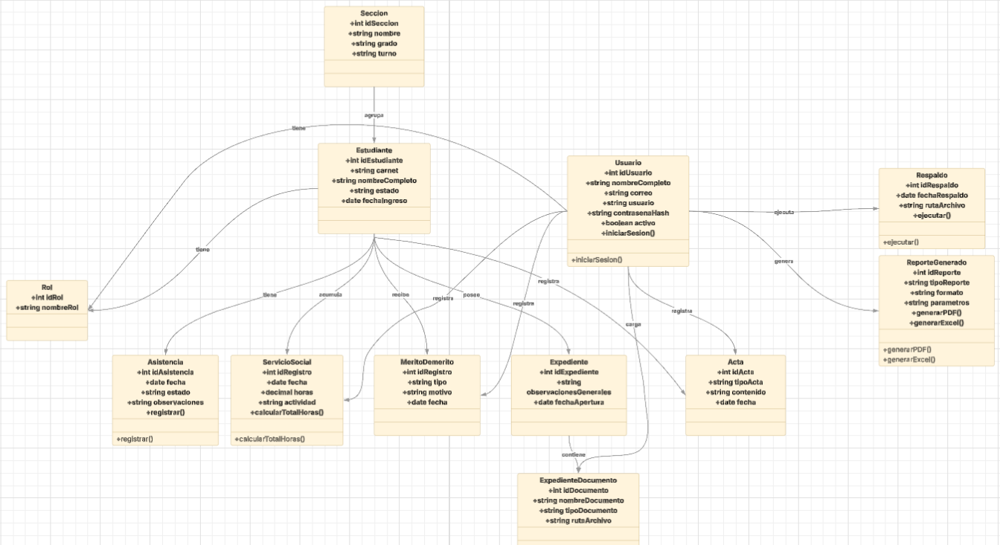 Seccion
+int idSeccion
+string nombre
+string grado
+string turno
agrupa
tiene
Estudiante
+int idEstudiante
+string carnet
+string nombreCompleto
+string estado
+date fechaIngreso
Usuario
+int idUsuario
+string nombreCompleto
+string correo
+string usuario
+string contrasenaHash
+boolean activo
+iniciarSesion()
+iniciarSesion()
Respaldo
+int idRespaldo
+date fechaRespaldo
+string rutaArchivo
+ejecutar()
+ejecutar()
ejecuta
tiene
genera
ReporteGenerado
+int idReporte
+string tipoReporte
+string formato
+string parametros
+generarPDF()
+generarExcel()
+generarPDF()
+generarExcel()
Rol
+int idRol
+string nombreRol
registra
tiene
acumula
recibe
registra
posee
registra
registra
carga
Asistencia
+int idAsistencia
+date fecha
+string estado
+string observaciones
+registrar()
+registrar()
ServicioSocial
+int idRegistro
+date fecha
+decimal horas
+string actividad
+calcularTotalHoras()
+calcularTotalHoras()
MeritoDemerito
+int idRegistro
+string tipo
+string motivo
+date fecha
Expediente
+int idExpediente
+string
observacionesGenerales
+date fechaApertura
Acta
+int idActa
+string tipoActa
+string contenido
+date fecha
contiene
ExpedienteDocumento
+int idDocumento
+string nombreDocumento
+string tipoDocumento
+string rutaArchivo